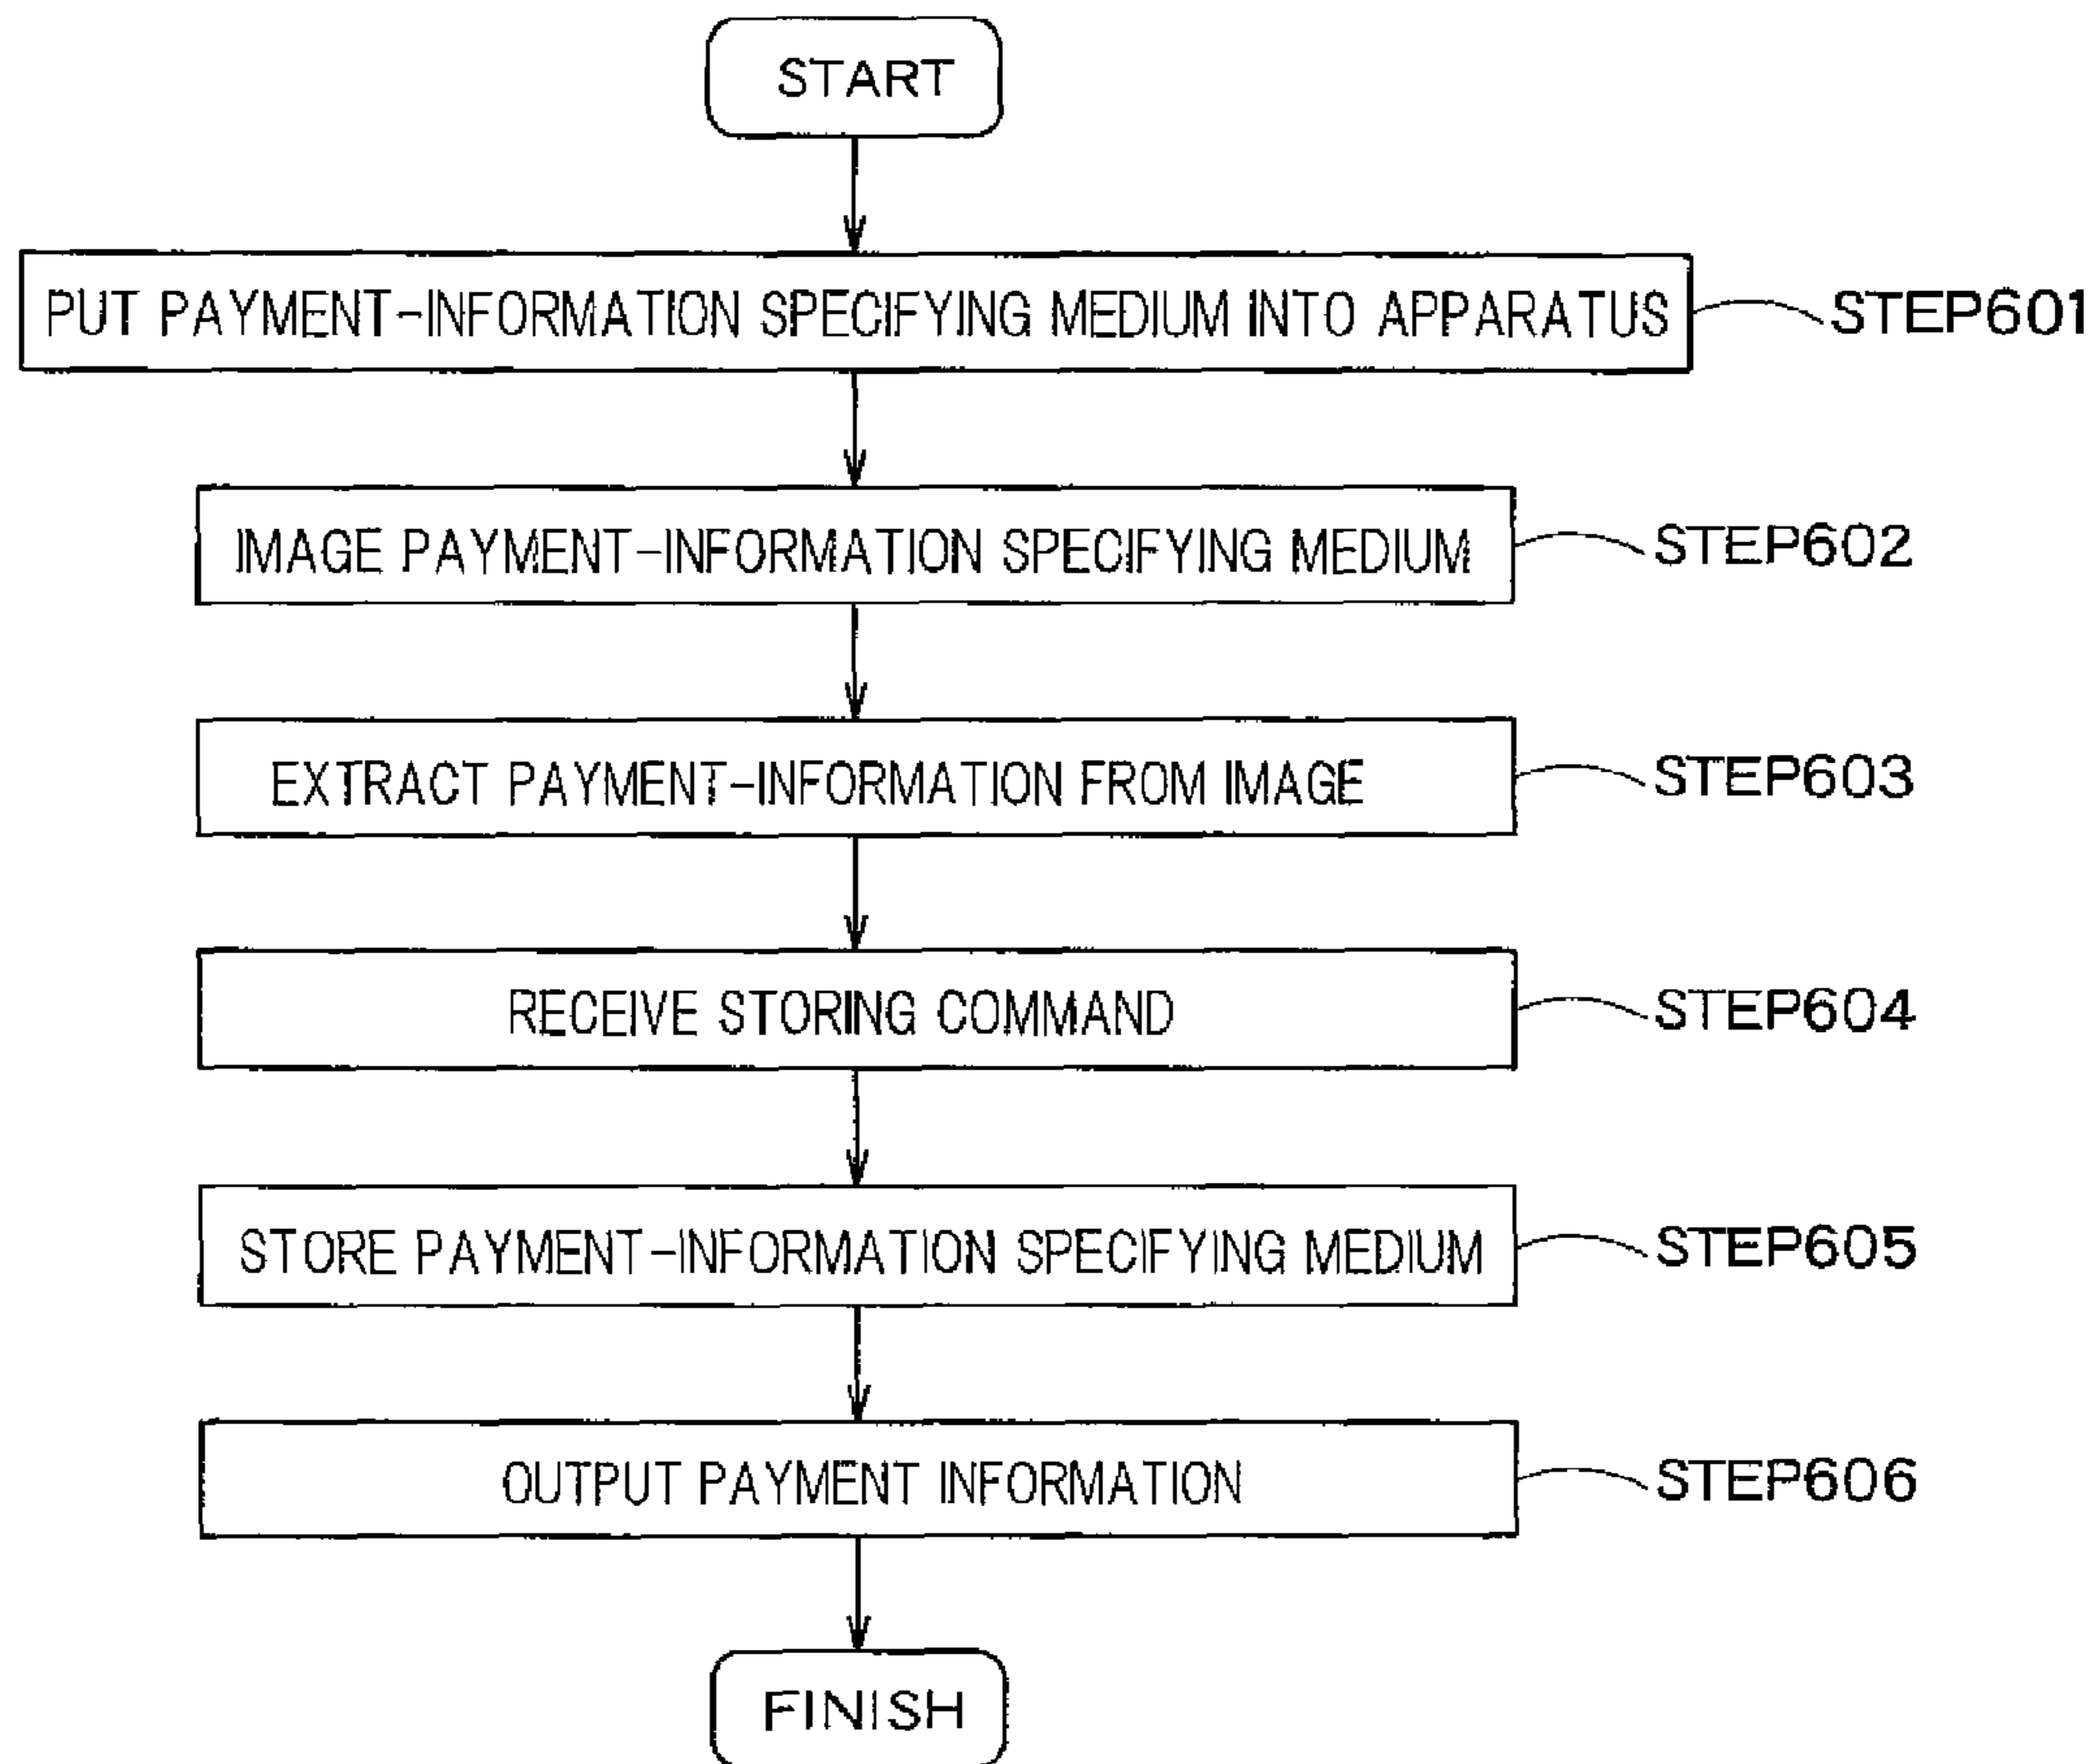 START
PUT PAYMENT-INFORMATION SPECIFYING MEDIUM INTO APPARATUS STEP601
IMAGE PAYMENT-INFORMATION SPECIFYING MEDIUM STEP602
EXTRACT PAYMENT-INFORMATION FROM IMAGE STEP603
RECEIVE STORING COMMAND STEP604
STORE PAYMENT-INFORMATION SPECIFYING MEDIUM STEP605
OUTPUT PAYMENT INFORMATION STEP606
FINISH